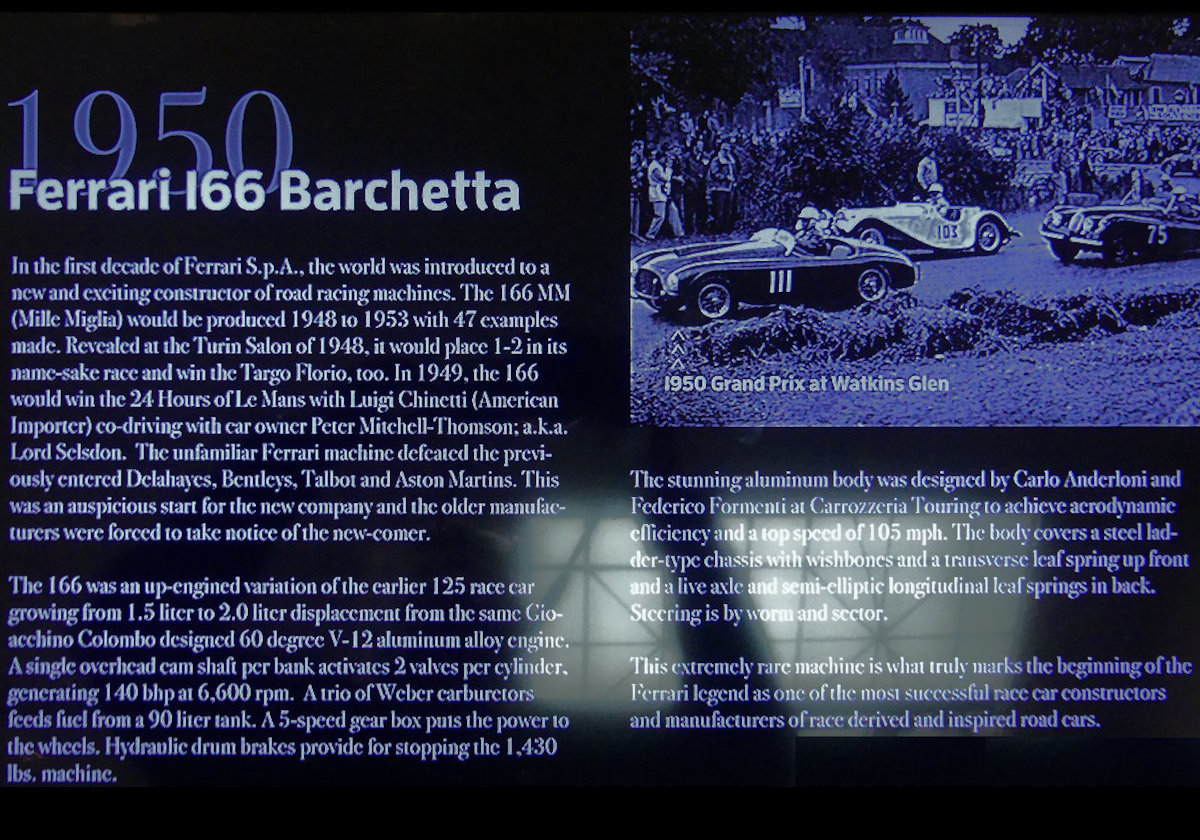 1950
Ferrari 166 Barchetta
In the first decade of Ferrari S.p.A., the world was introduced to a
new and exciting constructor of road racing machines. The 166 MM
(Mille Miglia) would be produced 1948 to 1953 with 47 examples
made. Revealed at the Turin Salon of 1948, it would place 1-2 in its
name-sake race and win the Targo Florio, too. In 1949, the 166
would win the 24 Hours of Le Mans with Luigi Chinetti (American
Importer) co-driving with car owner Peter Mitchell-Thomson; a.k.a.
Lord Selsdon. The unfamiliar Ferrari machine defeated the previ-
ously entered Delahayes, Bentleys, Talbot and Aston Martins. This
was an auspicious start for the new company and the older manufac-
turers were forced to take notice of the new-comer.
The 166 was an up-engined variation of the earlier 125 race car
growing from 1.5 liter to 2.0 liter displacement from the same Gio-
acchino Colombo designed 60 degree V-12 aluminum alloy engine.
A single overhead cam shaft per bank activates 2 valves per cylinder,
generating 140 bhp at 6,600 rpm. A trio of Weber carburetors
feeds fuel from a 90 liter tank. A 5-speed gear box puts the power to
the wheels. Hydraulic drum brakes provide for stopping the 1,430
lbs. machine.
103
75
111
1950 Grand Prix at Watkins Glen
The stunning aluminum body was designed by Carlo Anderloni and
Federico Formenti at Carrozzeria Touring to achieve aerodynamic
efficiency and a top speed of 105 mph. The body covers a steel lad-
der-type chassis with wishbones and a transverse leaf spring up front
and a live axle and semi-elliptic longitudinal leaf springs in back.
Steering is by worm and sector.
This extremely rare machine is what truly marks the beginning of the
Ferrari legend as one of the most successful race car constructors
and manufacturers of race derived and inspired road cars.